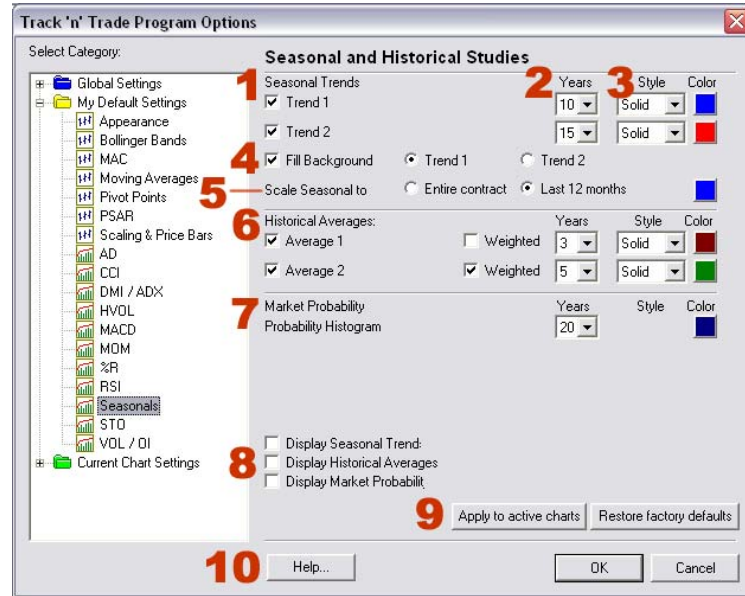 Track 'n' Trade Program Options
Select Category:
Global Settings
My Default Settings
Appearance
Bollinger Bands
MAC
Moving Averages
Pivot Points
PSAR
Scaling & Price Bars
AD
CCI
DMI / ADX
HVOL
MACD
MOM
%R
RSI
Seasonals
STO
VOL / OI
Current Chart Settings
Seasonal and Historical Studies
1 Seasonal Trends 2 Years 3 Style Color
Trend 1 10 Solid
Trend 2 15 Solid
4 Fill Background Trend 1 Trend 2
5 Scale Seasonal to Entire contract Last 12 months
6 Historical Averages: Years Style Color
Average 1 Weighted 3 Solid
Average 2 Weighted 5 Solid
7 Market Probability Years Style Color
Probability Histogram 20
8 Display Seasonal Trend:
Display Historical Averages
Display Market Probabilit
9 Apply to active charts Restore factory defaults
10 Help... OK Cancel